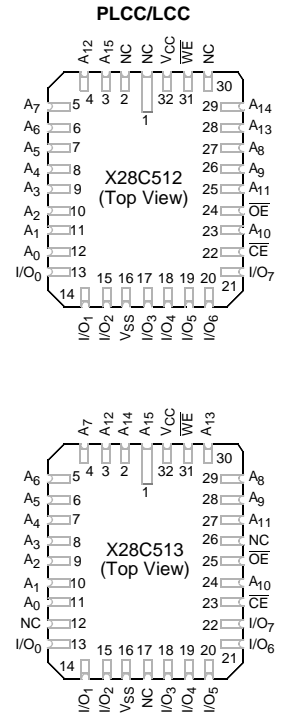 PLCC/LCC
A12 A15 NC NC VCC WE NC
4 3 2 32 31 30
1
A7 5 29 A14
A6 6 28 A13
A5 7 27 A8
A4 8 26 A9
A3 9 25 A11
A2 10 24 OE
A1 11 23 A10
A0 12 22 CE
I/O0 13 21 I/O7
X28C512
(Top View)
14 15 16 17 18 19 20
I/O1 I/O2 VSS I/O3 I/O4 I/O5 I/O6
A7 A12 A14 A15 VCC WE A13
4 3 2 32 31 30
1
A6 5 29 A8
A5 6 28 A9
A4 7 27 A11
A3 8 26 NC
A2 9 25 OE
A1 10 24 A10
A0 11 23 CE
NC 12 22 I/O7
I/O0 13 21 I/O6
X28C513
(Top View)
14 15 16 17 18 19 20
I/O1 I/O2 VSS NC I/O3 I/O4 I/O5